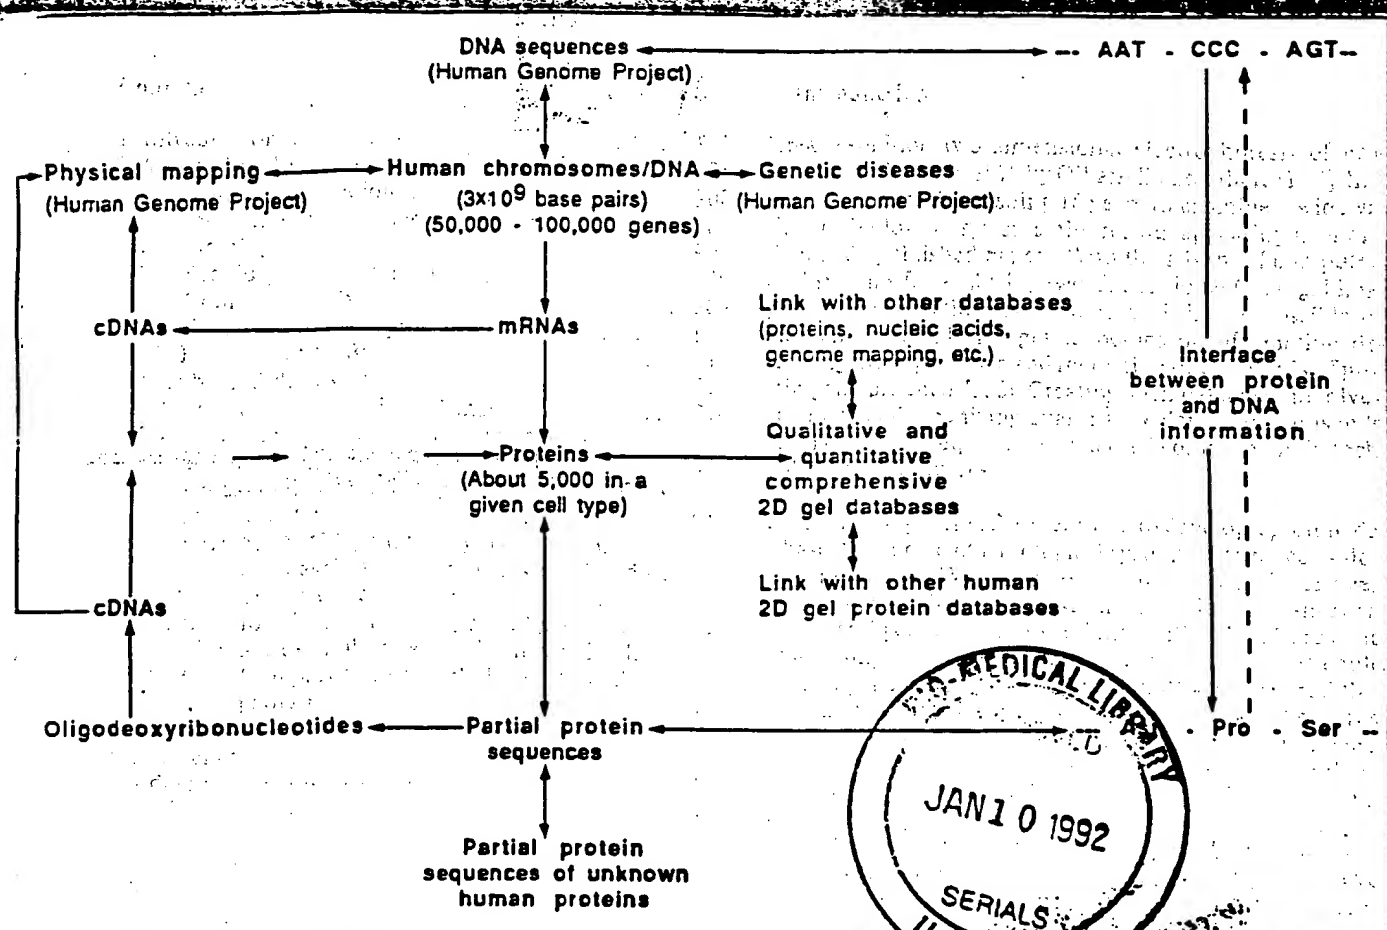 DNA sequences
(Human Genome Project)
-- AAT - CCC - AGT--
Physical mapping
(Human Genome Project)
Human chromosomes/DNA
(3x10⁹ base pairs)
(50,000 - 100,000 genes)
Genetic diseases
(Human Genome Project)
cDNAs
mRNAs
Link with other databases
(proteins, nucleic acids,
genome mapping, etc.)
Interface
between protein
and DNA
information
Proteins
(About 5,000 in a
given cell type)
Qualitative and
quantitative
comprehensive
2D gel databases
Link with other human
2D gel protein databases
cDNAs
Oligodeoxyribonucleotides
Partial protein
sequences
- Pro - Ser --
Partial protein
sequences of unknown
human proteins
MEDICAL LIBRARY
JAN 10 1992
SERIALS